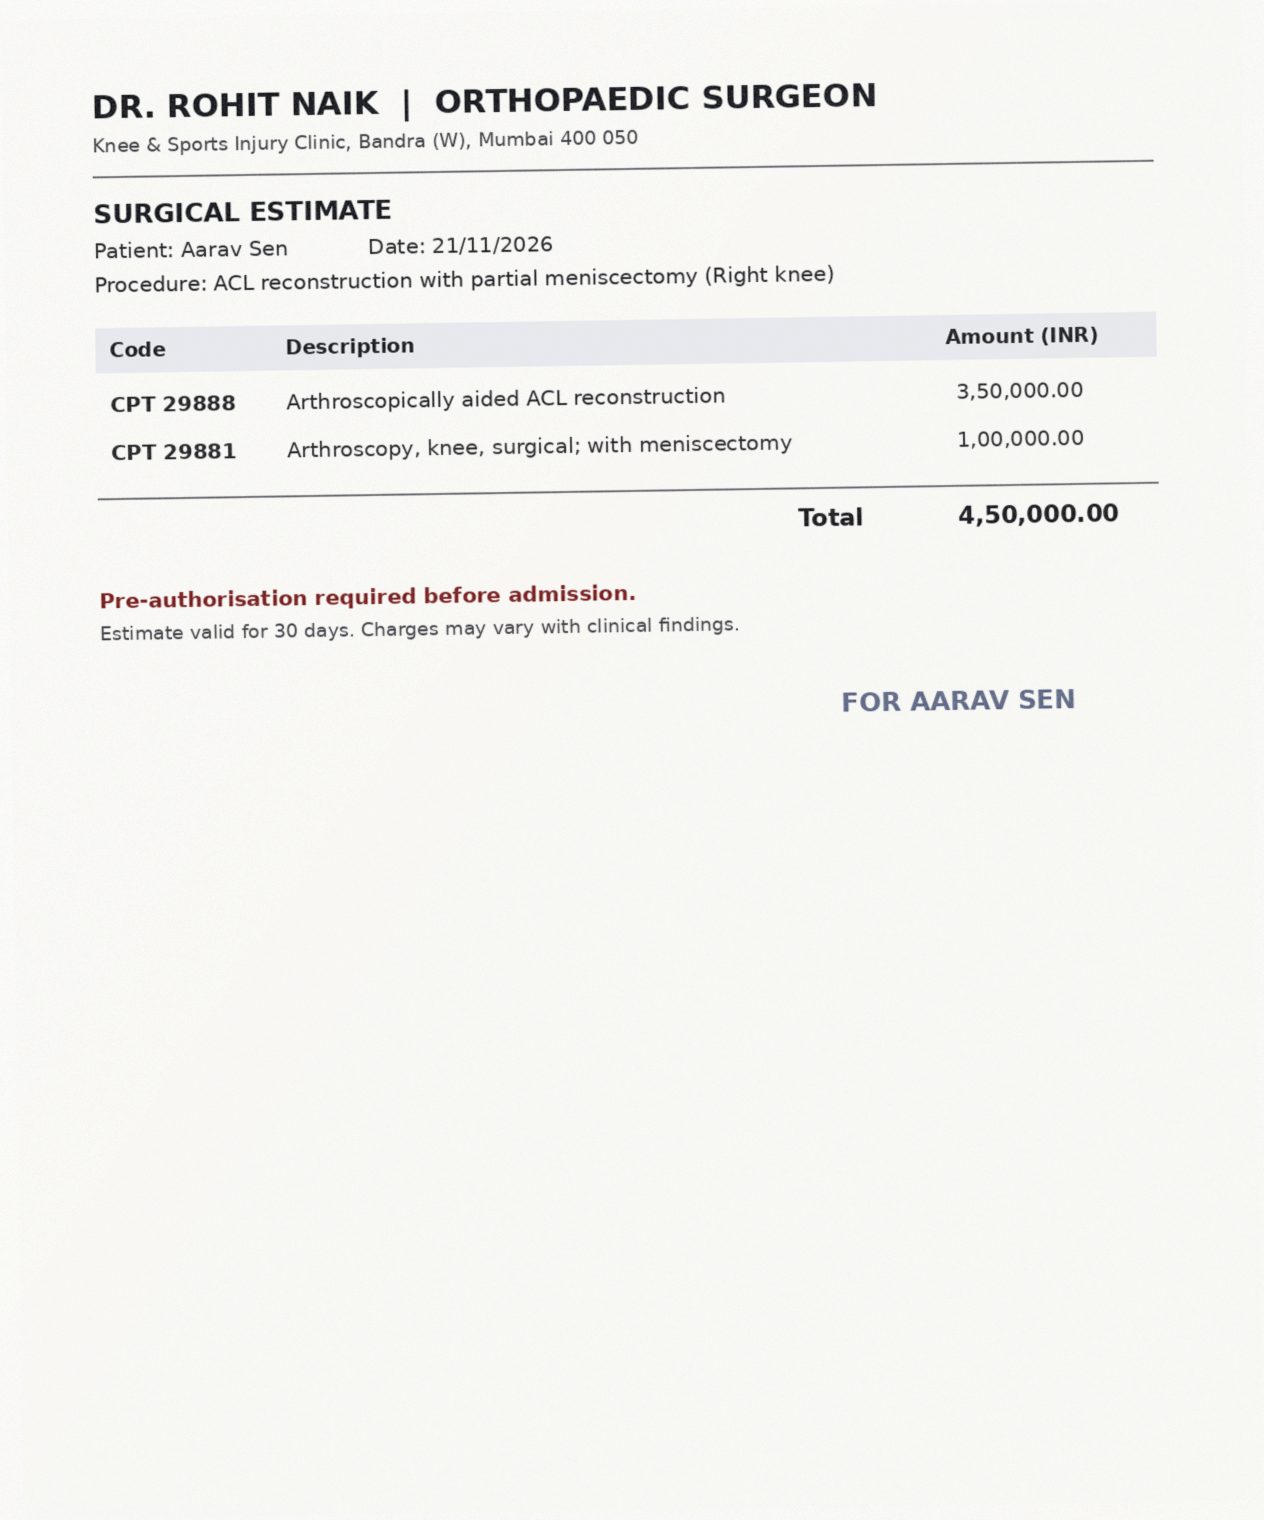 DR. ROHIT NAIK | ORTHOPAEDIC SURGEON
Knee & Sports Injury Clinic, Bandra (W), Mumbai 400 050
SURGICAL ESTIMATE
Patient: Aarav Sen Date: 21/11/2026
Procedure: ACL reconstruction with partial meniscectomy (Right knee)
Code Description Amount (INR)
CPT 29888 Arthroscopically aided ACL reconstruction 3,50,000.00
CPT 29881 Arthroscopy, knee, surgical; with meniscectomy 1,00,000.00
Total 4,50,000.00
Pre-authorisation required before admission.
Estimate valid for 30 days. Charges may vary with clinical findings.
FOR AARAV SEN